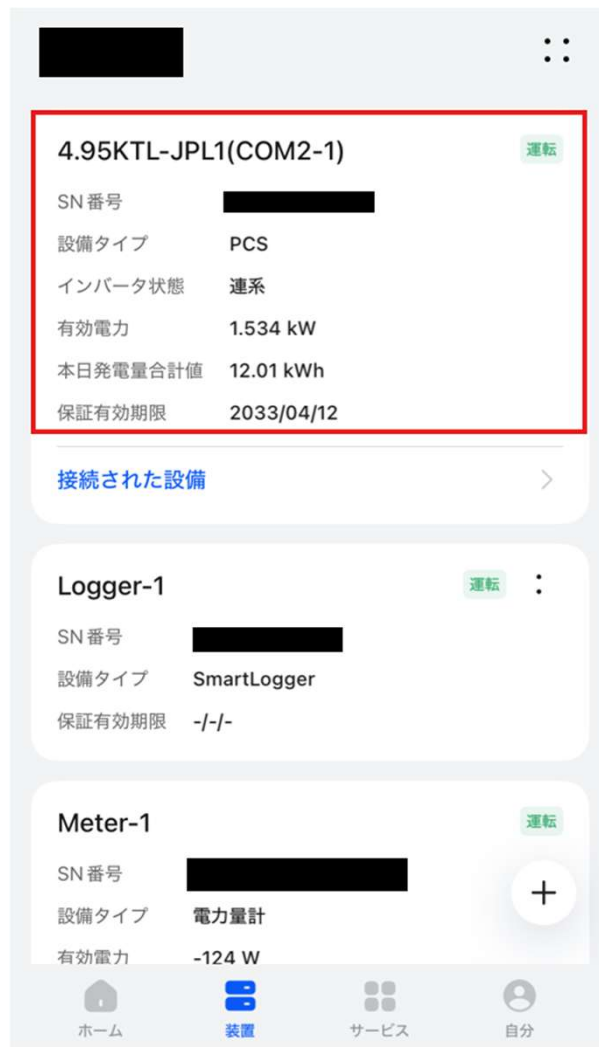 4.95KTL-JPL1(COM2-1) 運転
SN番号
設備タイプ PCS
インバータ状態 連系
有効電力 1.534 kW
本日発電量合計値 12.01 kWh
保証有効期限 2033/04/12
接続された設備
Logger-1 運転
SN番号
設備タイプ SmartLogger
保証有効期限 -/-/-
Meter-1 運転
SN番号
設備タイプ 電力量計
有効電力 -124 W
ホーム 装置 サービス 自分